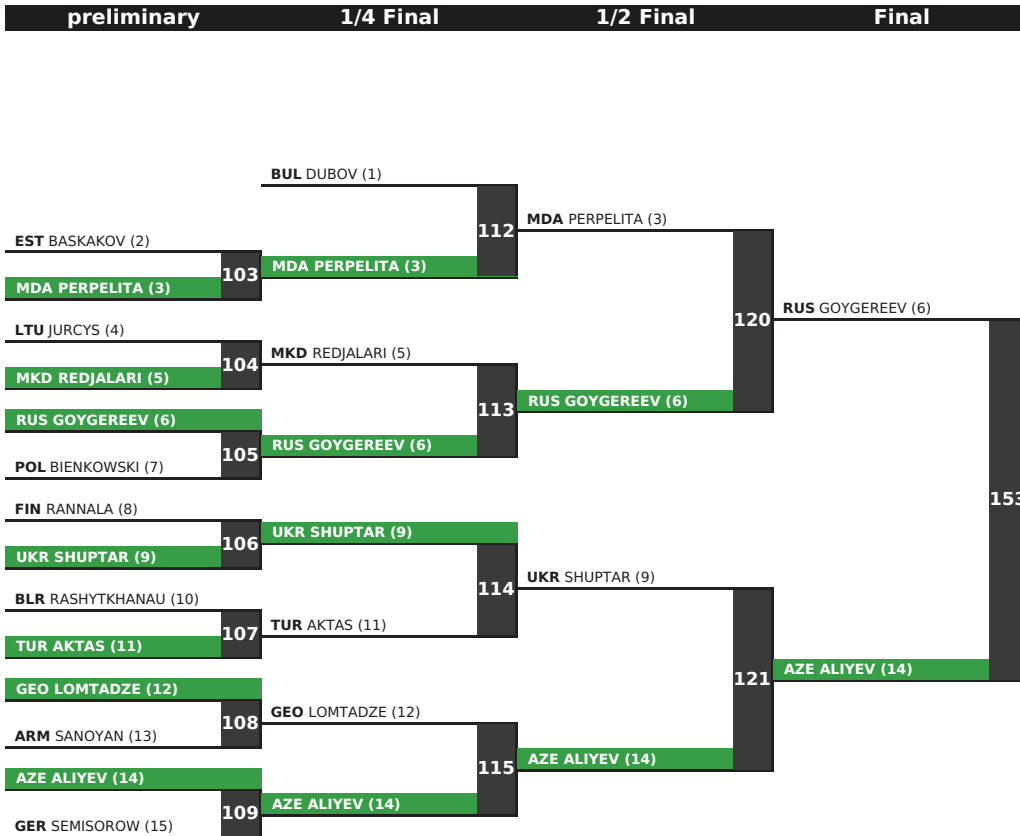 preliminary
1/4 Final
1/2 Final
Final
BUL DUBOV (1)
112
MDA PERPELITA (3)
EST BASKAKOV (2)
103
MDA PERPELITA (3)
MDA PERPELITA (3)
120
RUS GOYGEREEV (6)
LTU JURCYS (4)
104
MKD REDJALARI (5)
MKD REDJALARI (5)
113
RUS GOYGEREEV (6)
RUS GOYGEREEV (6)
105
RUS GOYGEREEV (6)
POL BIENKOWSKI (7)
153
FIN RANNALA (8)
106
UKR SHUPTAR (9)
UKR SHUPTAR (9)
114
UKR SHUPTAR (9)
BLR RASHYTKHANAU (10)
107
TUR AKTAS (11)
TUR AKTAS (11)
121
AZE ALIYEV (14)
GEO LOMTADZE (12)
108
GEO LOMTADZE (12)
ARM SANOYAN (13)
115
AZE ALIYEV (14)
AZE ALIYEV (14)
109
AZE ALIYEV (14)
GER SEMISOROW (15)